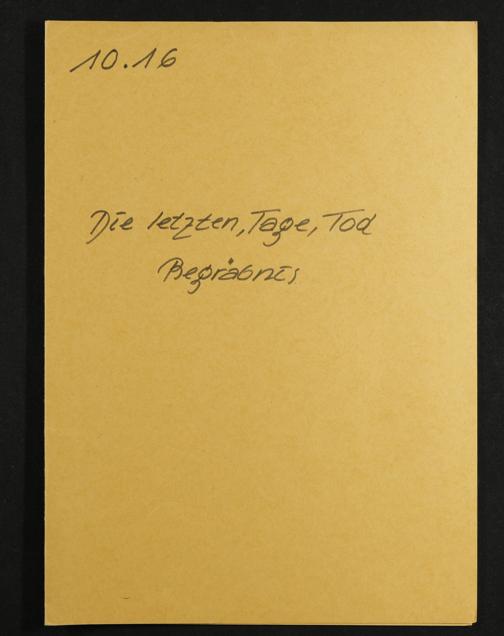 10.16
Die letzten, Tage, Tod
Begräbnis